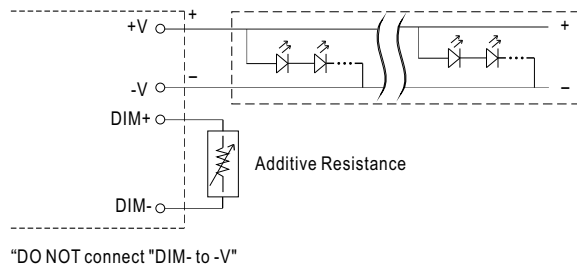 +V
+
+
-V
−
−
DIM+
Additive Resistance
DIM-
“DO NOT connect "DIM- to -V"